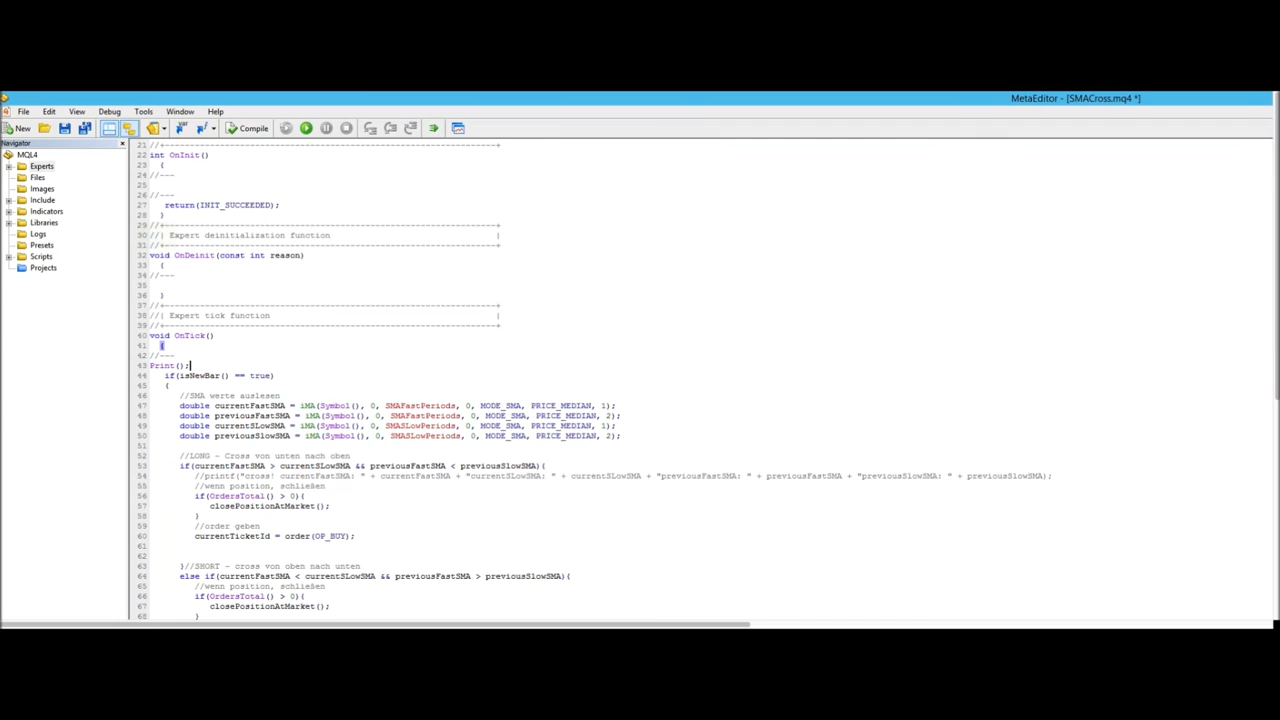 MetaEditor - [SMACross.mq4 *]
File Edit View Debug Tools Window Help
New Compile
Navigator
MQL4
Experts
Files
Images
Include
Indicators
Libraries
Logs
Presets
Scripts
Projects
21 //+------------------------------------------------------------------+
22 int OnInit()
23 {
24 //---
25
26 //---
27 return(INIT_SUCCEEDED);
28 }
29 //+------------------------------------------------------------------+
30 //| Expert deinitialization function |
31 //+------------------------------------------------------------------+
32 void OnDeinit(const int reason)
33 {
34 //---
35
36 }
37 //+------------------------------------------------------------------+
38 //| Expert tick function |
39 //+------------------------------------------------------------------+
40 void OnTick()
41 {
42 //---
43 Print();
44 if(isNewBar() == true)
45 {
46 //SMA werte auslesen
47 double currentFastSMA = iMA(Symbol(), 0, SMAFastPeriods, 0, MODE_SMA, PRICE_MEDIAN, 1);
48 double previousFastSMA = iMA(Symbol(), 0, SMAFastPeriods, 0, MODE_SMA, PRICE_MEDIAN, 2);
49 double currentSLowSMA = iMA(Symbol(), 0, SMASLowPeriods, 0, MODE_SMA, PRICE_MEDIAN, 1);
50 double previousSlowSMA = iMA(Symbol(), 0, SMASLowPeriods, 0, MODE_SMA, PRICE_MEDIAN, 2);
51
52 //LONG - Cross von unten nach oben
53 if(currentFastSMA > currentSLowSMA && previousFastSMA < previousSlowSMA){
54 //printf("cross! currentFastSMA: " + currentFastSMA + "currentSLowSMA: " + currentSlowSMA + "previousFastSMA: " + previousFastSMA + "previousSlowSMA: " + previousSlowSMA);
55 //wenn position, schließen
56 if(OrdersTotal() > 0){
57 closePositionAtMarket();
58 }
59 //order geben
60 currentTicketId = order(OP_BUY);
61
62
63 }//SHORT - cross von oben nach unten
64 else if(currentFastSMA < currentSLowSMA && previousFastSMA > previousSlowSMA){
65 //wenn position, schließen
66 if(OrdersTotal() > 0){
67 closePositionAtMarket();
68 }